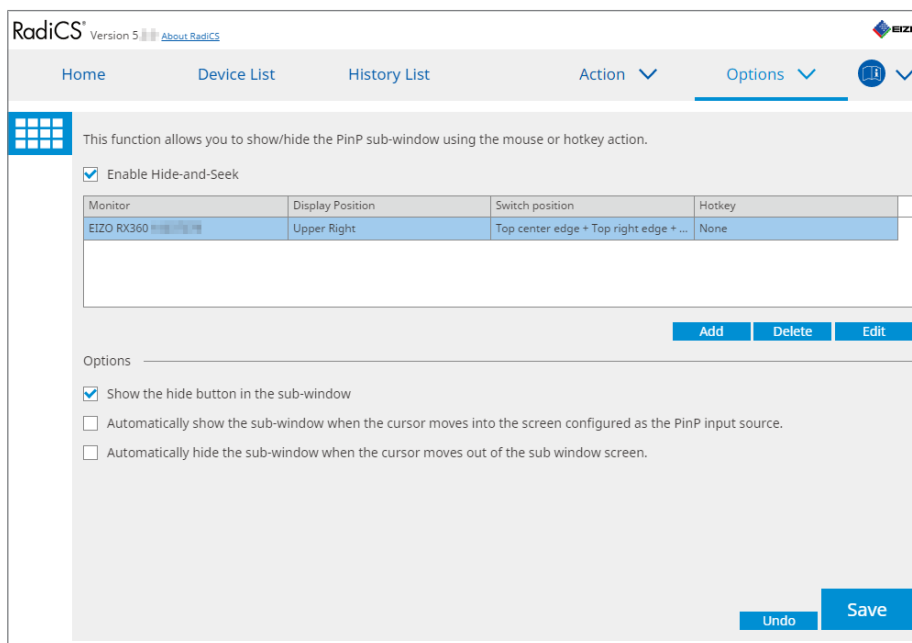 RadiCS® Version 5. About RadiCS EIZ
Home Device List History List Action Options
This function allows you to show/hide the PinP sub-window using the mouse or hotkey action.
Enable Hide-and-Seek
Monitor Display Position Switch position Hotkey
EIZO RX360 Upper Right Top center edge + Top right edge + ... None
Add Delete Edit
Options
Show the hide button in the sub-window
Automatically show the sub-window when the cursor moves into the screen configured as the PinP input source.
Automatically hide the sub-window when the cursor moves out of the sub window screen.
Save
Undo